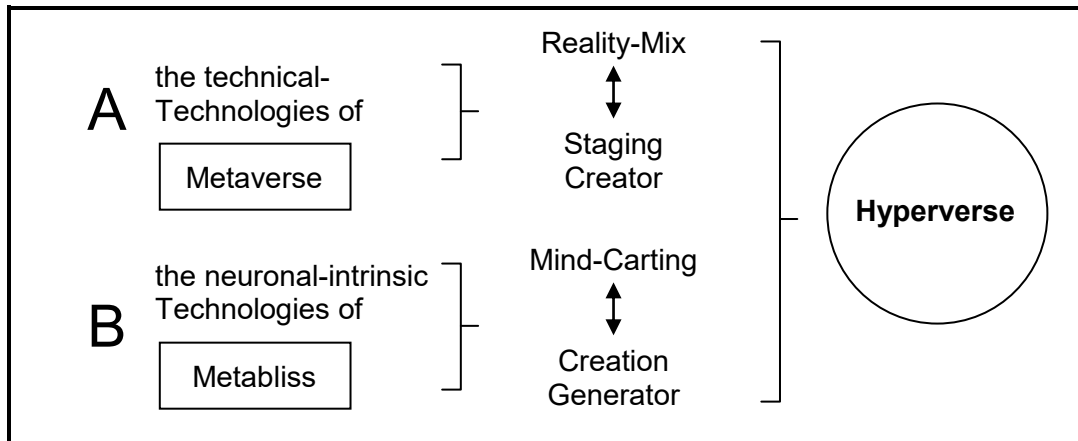 A
the technical-
Technologies of
Metaverse
Reality-Mix
Staging
Creator
B
the neuronal-intrinsic
Technologies of
Metabliss
Mind-Carting
Creation
Generator
Hyperverse